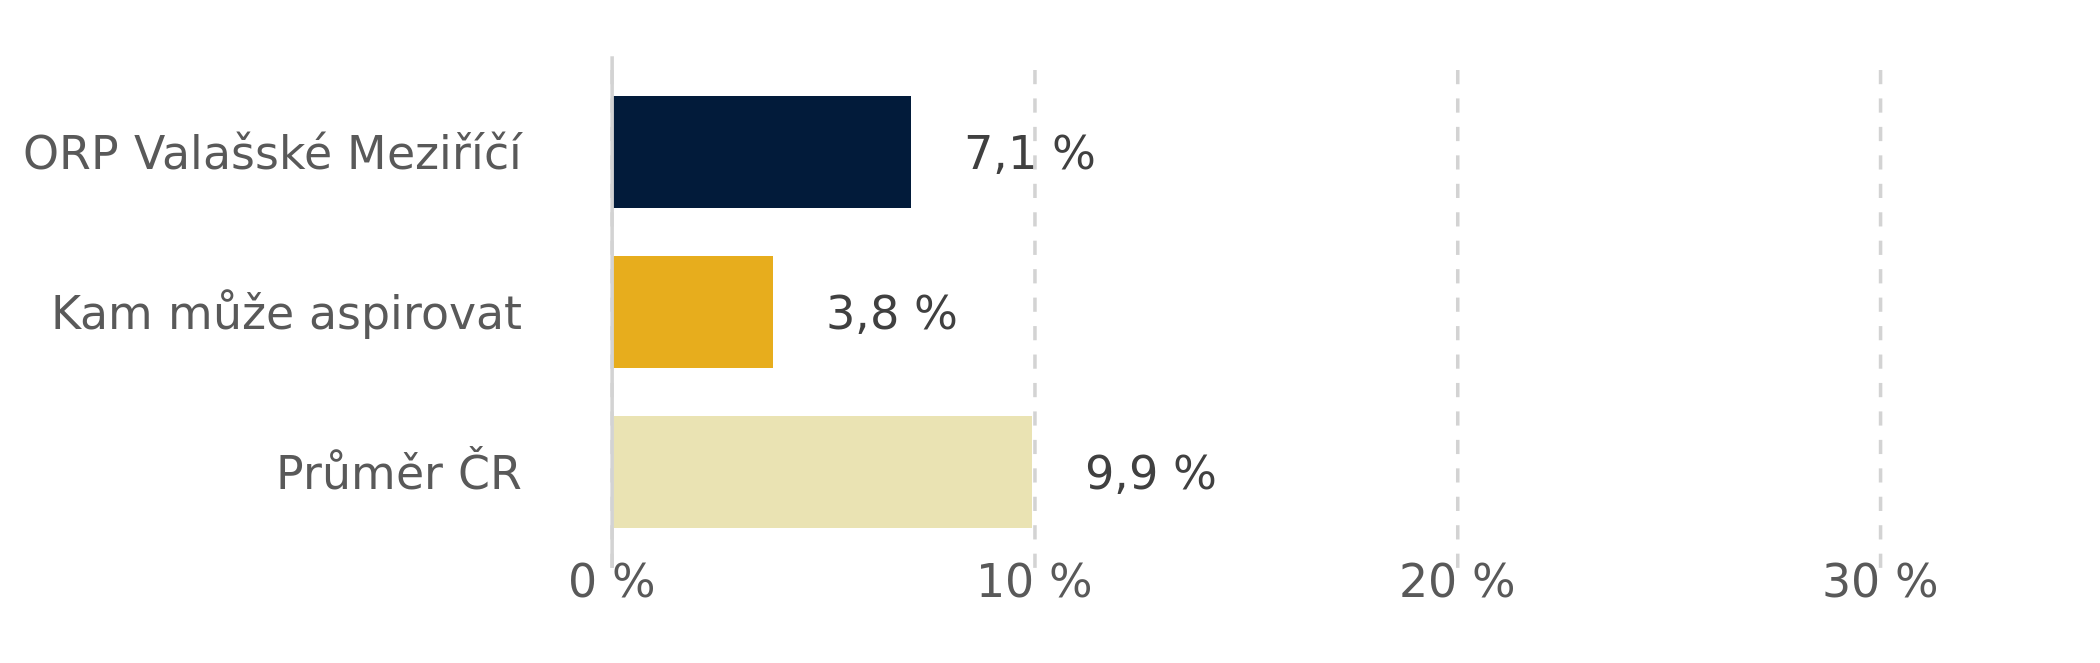 ORP Valašské Meziříčí 7,1 %
Kam může aspirovat 3,8 %
Průměr ČR 9,9 %
0 % 10 % 20 % 30 %